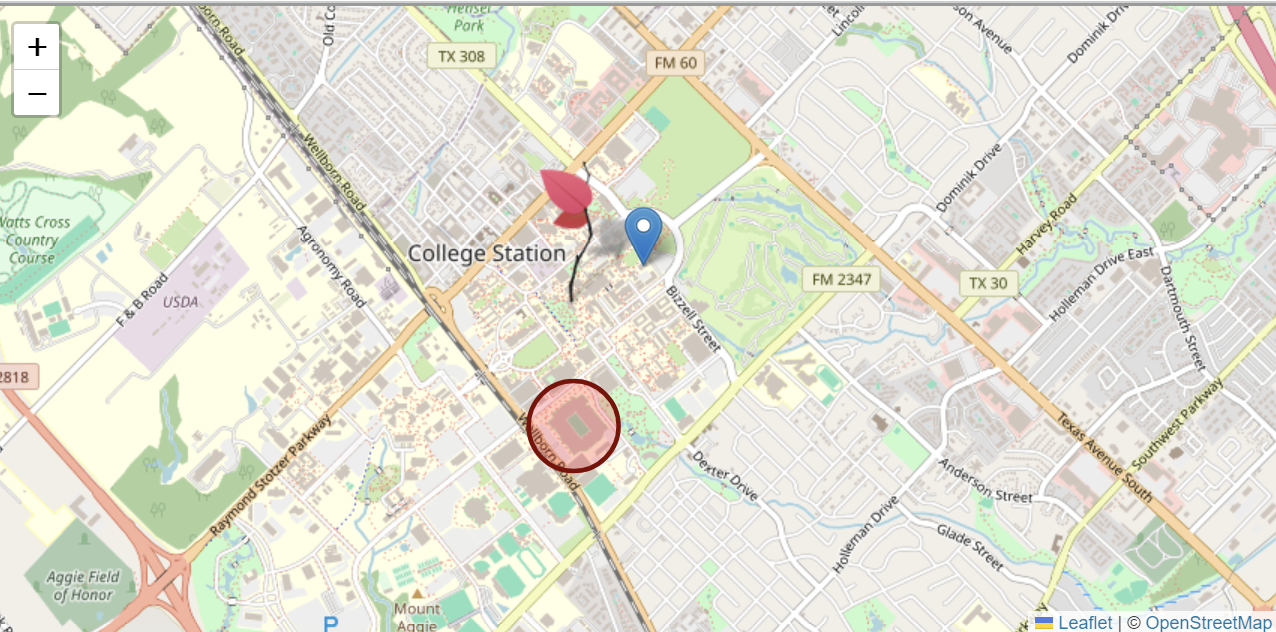 +
−
Wellborn Road
Hensel
Park
TX 308
FM 60
Lincoln
Dominik Drive
Wellborn Road
Dominik Drive
Harvey Road
Watts Cross
Country
Course
Agronomy Road
College Station
F & B Road
USDA
FM 2347
TX 30
Holleman Drive East
Dartmouth Street
Bizzell Street
2818
Wellborn Road
Raymond Stotzer Parkway
Texas Avenue South
Southwest Parkway
Dexter Drive
Anderson Street
Holleman Drive
Glade Street
Aggie Field
of Honor
Mount
Aggie
P
Leaflet | © OpenStreetMap